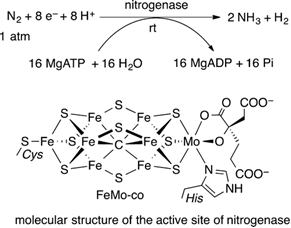 N2 + 8 e– + 8 H+ nitrogenase 2 NH3 + H2
1 atm rt
16 MgATP + 16 H2O 16 MgADP + 16 Pi
S Fe S Fe S
S Fe S Fe C Fe S Fe S Mo O O COO–
Cys O
S Fe S Fe S N COO–
FeMo-co NH
His
molecular structure of the active site of nitrogenase